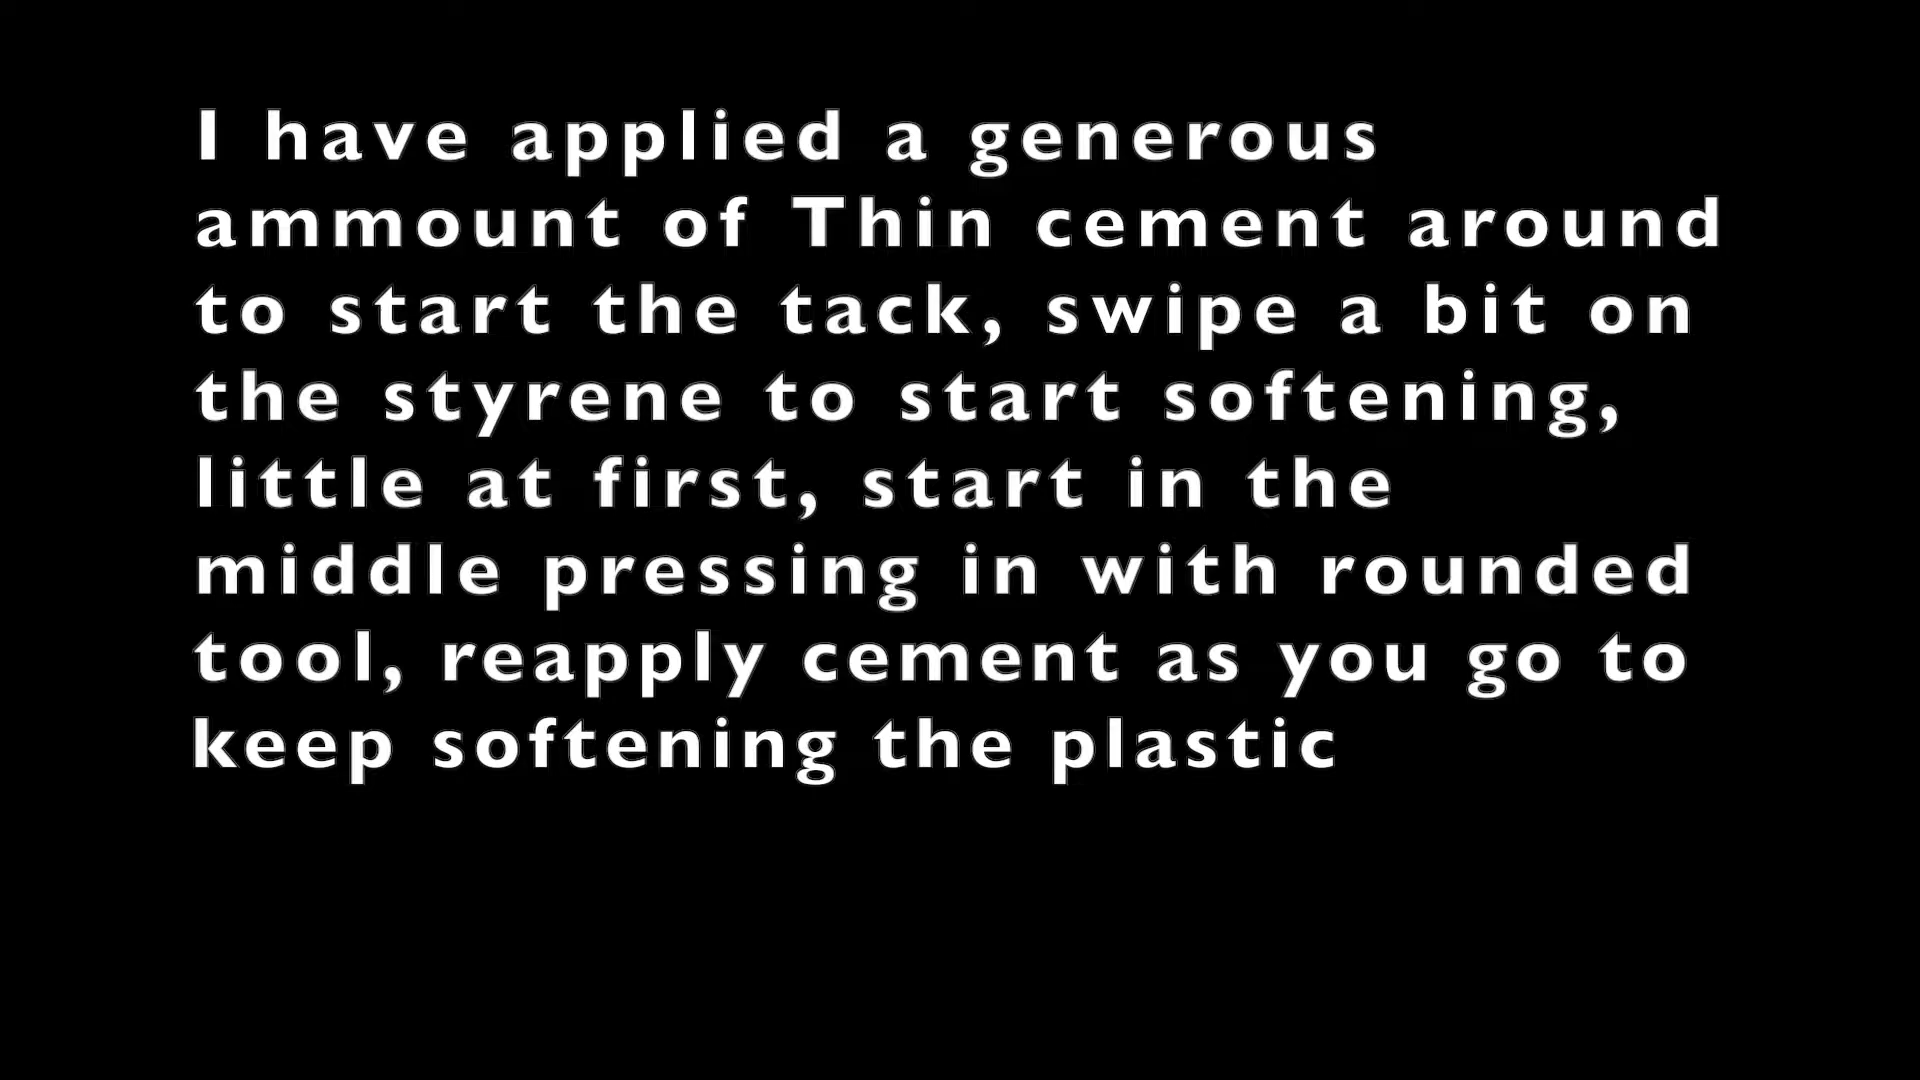 I have applied a generous
ammount of Thin cement around
to start the tack, swipe a bit on
the styrene to start softening,
little at first, start in the
middle pressing in with rounded
tool, reapply cement as you go to
keep softening the plastic